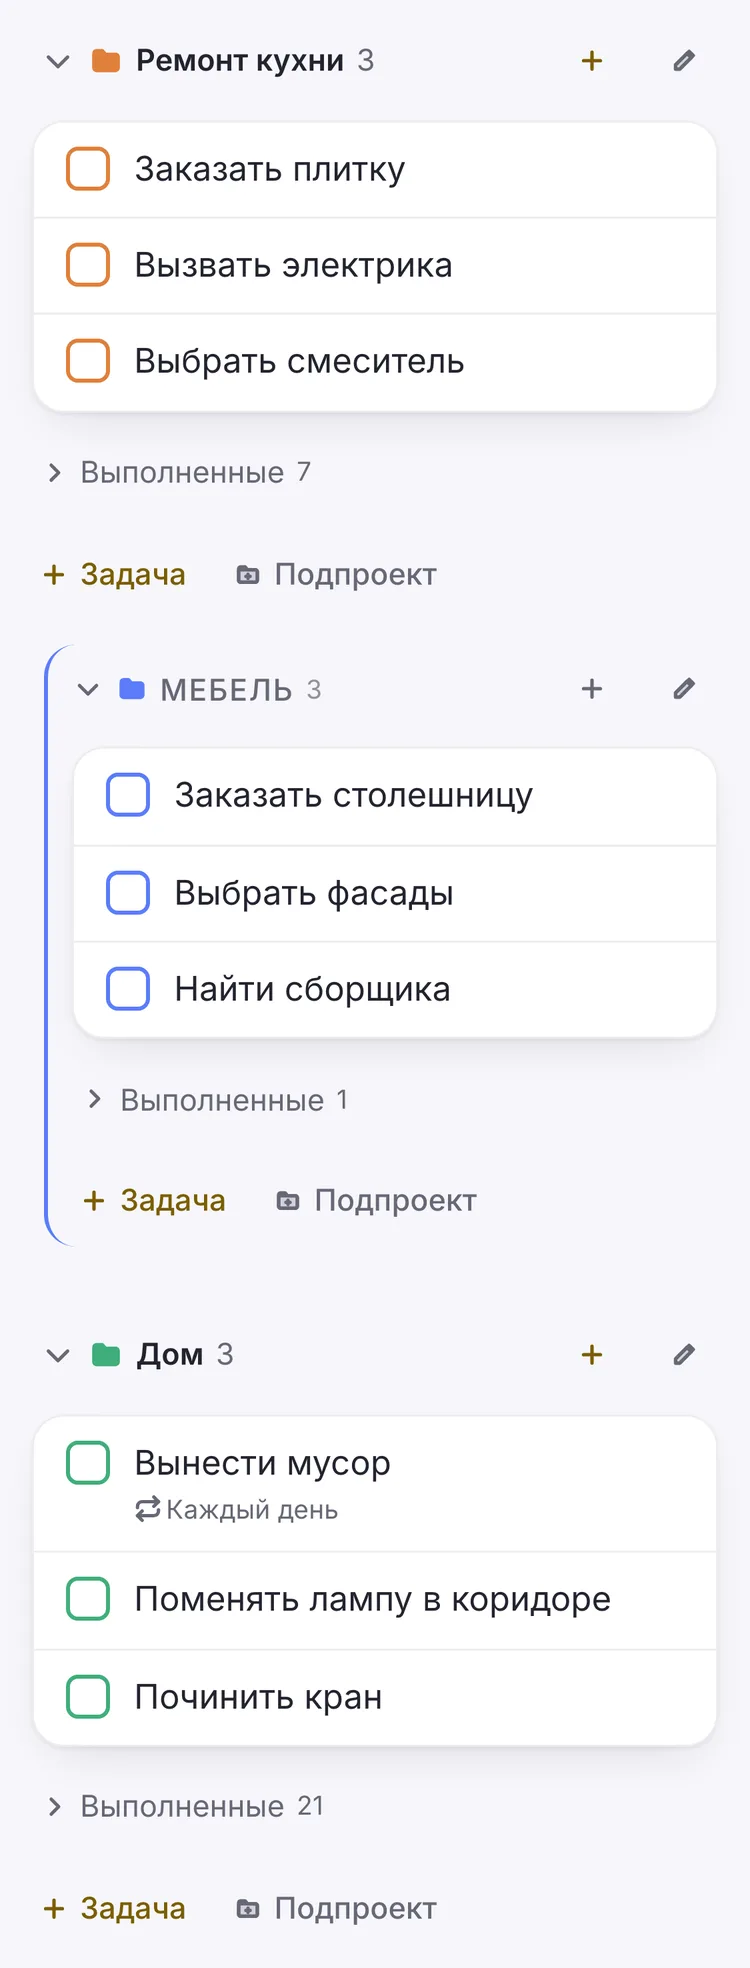 Ремонт кухни 3
Заказать плитку
Вызвать электрика
Выбрать смеситель
Выполненные 7
+ Задача Подпроект
МЕБЕЛЬ 3
Заказать столешницу
Выбрать фасады
Найти сборщика
Выполненные 1
+ Задача Подпроект
Дом 3
Вынести мусор
Каждый день
Поменять лампу в коридоре
Починить кран
Выполненные 21
+ Задача Подпроект